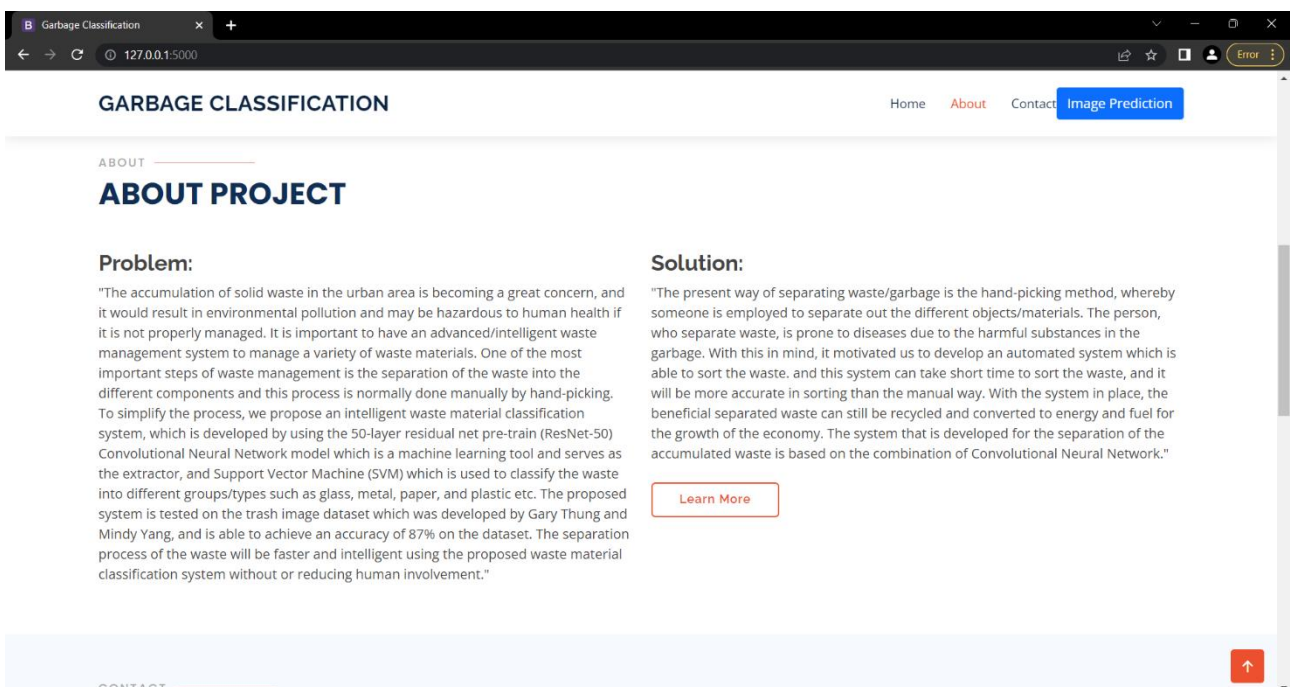 Garbage Classification
127.0.0.1:5000
Error
GARBAGE CLASSIFICATION
Home About Contact Image Prediction
ABOUT
ABOUT PROJECT
Problem:
"The accumulation of solid waste in the urban area is becoming a great concern, and
it would result in environmental pollution and may be hazardous to human health if
it is not properly managed. It is important to have an advanced/intelligent waste
management system to manage a variety of waste materials. One of the most
important steps of waste management is the separation of the waste into the
different components and this process is normally done manually by hand-picking.
To simplify the process, we propose an intelligent waste material classification
system, which is developed by using the 50-layer residual net pre-train (ResNet-50)
Convolutional Neural Network model which is a machine learning tool and serves as
the extractor, and Support Vector Machine (SVM) which is used to classify the waste
into different groups/types such as glass, metal, paper, and plastic etc. The proposed
system is tested on the trash image dataset which was developed by Gary Thung and
Mindy Yang, and is able to achieve an accuracy of 87% on the dataset. The separation
process of the waste will be faster and intelligent using the proposed waste material
classification system without or reducing human involvement."
Solution:
"The present way of separating waste/garbage is the hand-picking method, whereby
someone is employed to separate out the different objects/materials. The person,
who separate waste, is prone to diseases due to the harmful substances in the
garbage. With this in mind, it motivated us to develop an automated system which is
able to sort the waste. and this system can take short time to sort the waste, and it
will be more accurate in sorting than the manual way. With the system in place, the
beneficial separated waste can still be recycled and converted to energy and fuel for
the growth of the economy. The system that is developed for the separation of the
accumulated waste is based on the combination of Convolutional Neural Network."
Learn More
CONTACT